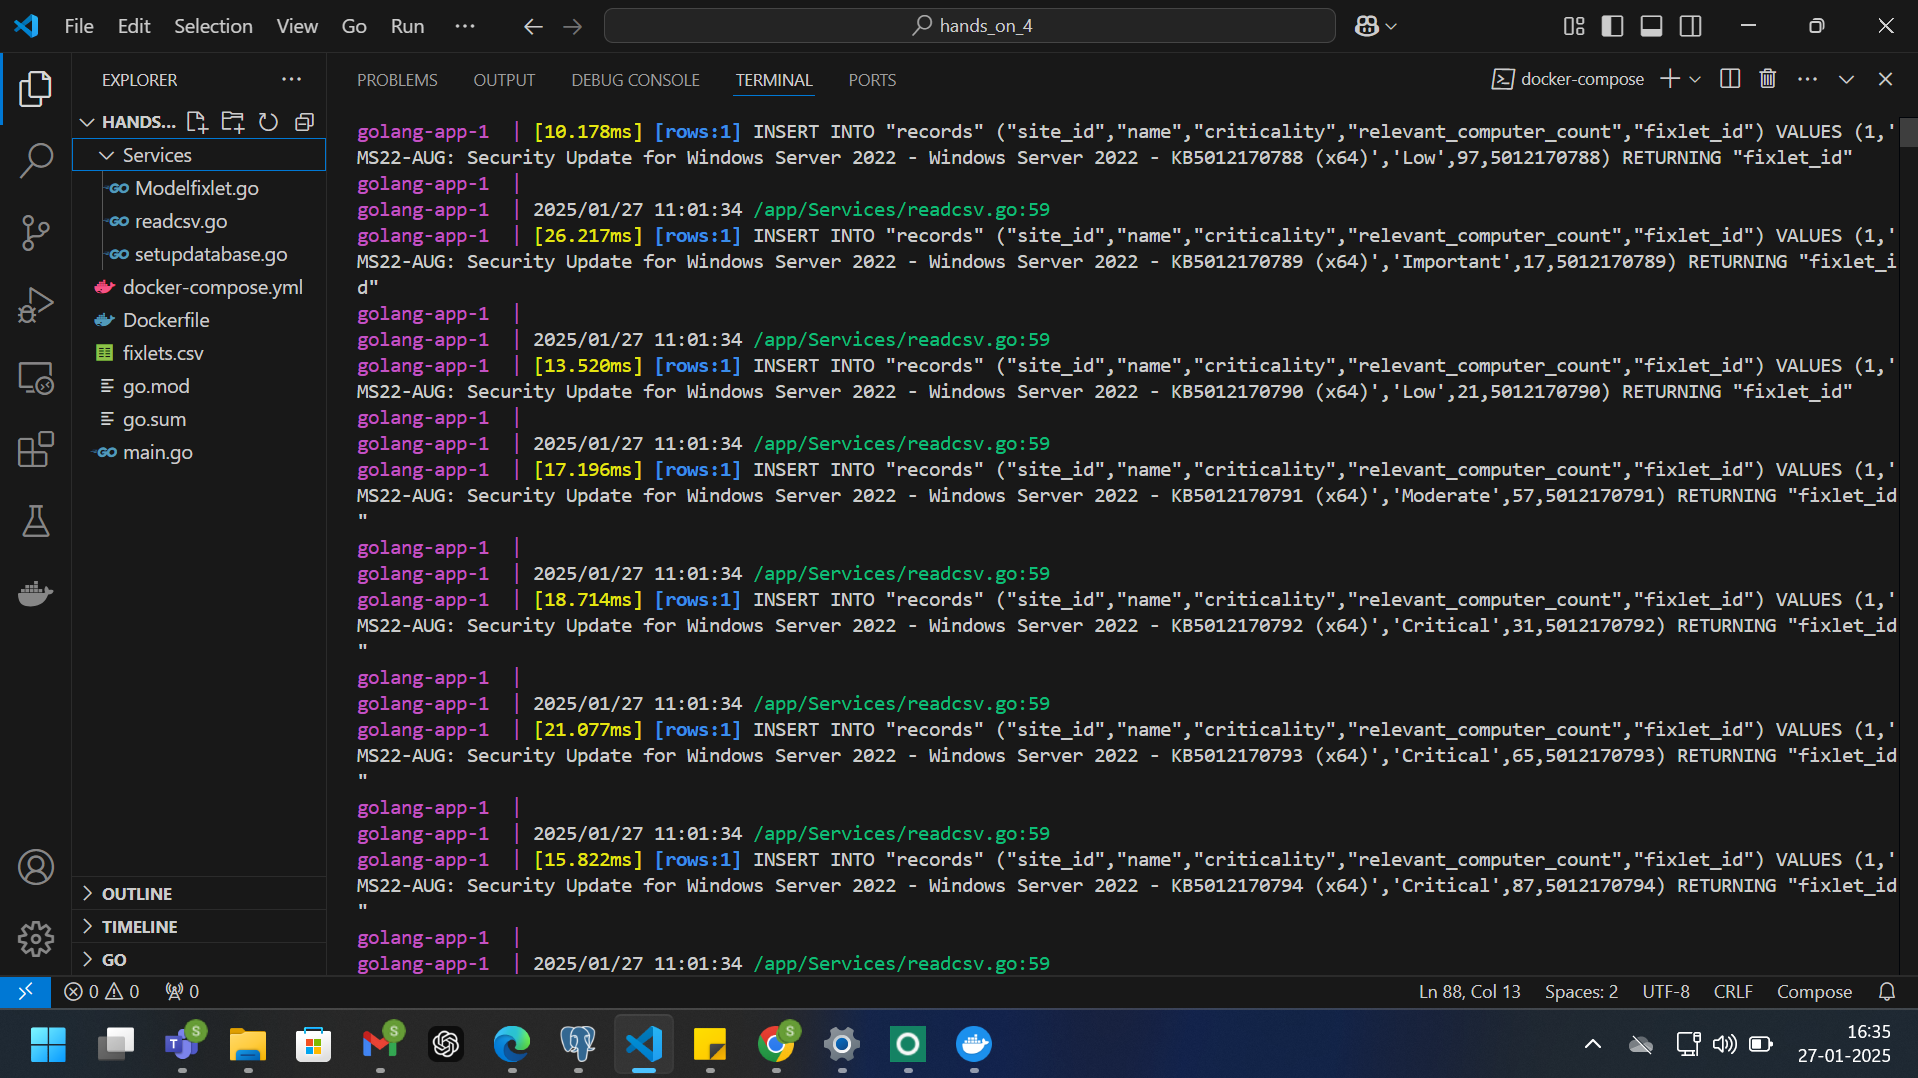 File Edit Selection View Go Run ··· hands_on_4
EXPLORER ···
HANDS...
Services
GO Modelfixlet.go
GO readcsv.go
GO setupdatabase.go
docker-compose.yml
Dockerfile
fixlets.csv
go.mod
go.sum
GO main.go
OUTLINE
TIMELINE
GO
PROBLEMS OUTPUT DEBUG CONSOLE TERMINAL PORTS docker-compose ···
golang-app-1 | [10.178ms] [rows:1] INSERT INTO "records" ("site_id","name","criticality","relevant_computer_count","fixlet_id") VALUES (1,'
MS22-AUG: Security Update for Windows Server 2022 - Windows Server 2022 - KB5012170788 (x64)','Low',97,5012170788) RETURNING "fixlet_id"
golang-app-1 |
golang-app-1 | 2025/01/27 11:01:34 /app/Services/readcsv.go:59
golang-app-1 | [26.217ms] [rows:1] INSERT INTO "records" ("site_id","name","criticality","relevant_computer_count","fixlet_id") VALUES (1,'
MS22-AUG: Security Update for Windows Server 2022 - Windows Server 2022 - KB5012170789 (x64)','Important',17,5012170789) RETURNING "fixlet_i
d"
golang-app-1 |
golang-app-1 | 2025/01/27 11:01:34 /app/Services/readcsv.go:59
golang-app-1 | [13.520ms] [rows:1] INSERT INTO "records" ("site_id","name","criticality","relevant_computer_count","fixlet_id") VALUES (1,'
MS22-AUG: Security Update for Windows Server 2022 - Windows Server 2022 - KB5012170790 (x64)','Low',21,5012170790) RETURNING "fixlet_id"
golang-app-1 |
golang-app-1 | 2025/01/27 11:01:34 /app/Services/readcsv.go:59
golang-app-1 | [17.196ms] [rows:1] INSERT INTO "records" ("site_id","name","criticality","relevant_computer_count","fixlet_id") VALUES (1,'
MS22-AUG: Security Update for Windows Server 2022 - Windows Server 2022 - KB5012170791 (x64)','Moderate',57,5012170791) RETURNING "fixlet_id
"
golang-app-1 |
golang-app-1 | 2025/01/27 11:01:34 /app/Services/readcsv.go:59
golang-app-1 | [18.714ms] [rows:1] INSERT INTO "records" ("site_id","name","criticality","relevant_computer_count","fixlet_id") VALUES (1,'
MS22-AUG: Security Update for Windows Server 2022 - Windows Server 2022 - KB5012170792 (x64)','Critical',31,5012170792) RETURNING "fixlet_id
"
golang-app-1 |
golang-app-1 | 2025/01/27 11:01:34 /app/Services/readcsv.go:59
golang-app-1 | [21.077ms] [rows:1] INSERT INTO "records" ("site_id","name","criticality","relevant_computer_count","fixlet_id") VALUES (1,'
MS22-AUG: Security Update for Windows Server 2022 - Windows Server 2022 - KB5012170793 (x64)','Critical',65,5012170793) RETURNING "fixlet_id
"
golang-app-1 |
golang-app-1 | 2025/01/27 11:01:34 /app/Services/readcsv.go:59
golang-app-1 | [15.822ms] [rows:1] INSERT INTO "records" ("site_id","name","criticality","relevant_computer_count","fixlet_id") VALUES (1,'
MS22-AUG: Security Update for Windows Server 2022 - Windows Server 2022 - KB5012170794 (x64)','Critical',87,5012170794) RETURNING "fixlet_id
"
golang-app-1 |
golang-app-1 | 2025/01/27 11:01:34 /app/Services/readcsv.go:59
0 0 0 Ln 88, Col 13 Spaces: 2 UTF-8 CRLF Compose
S S S
16:35
27-01-2025